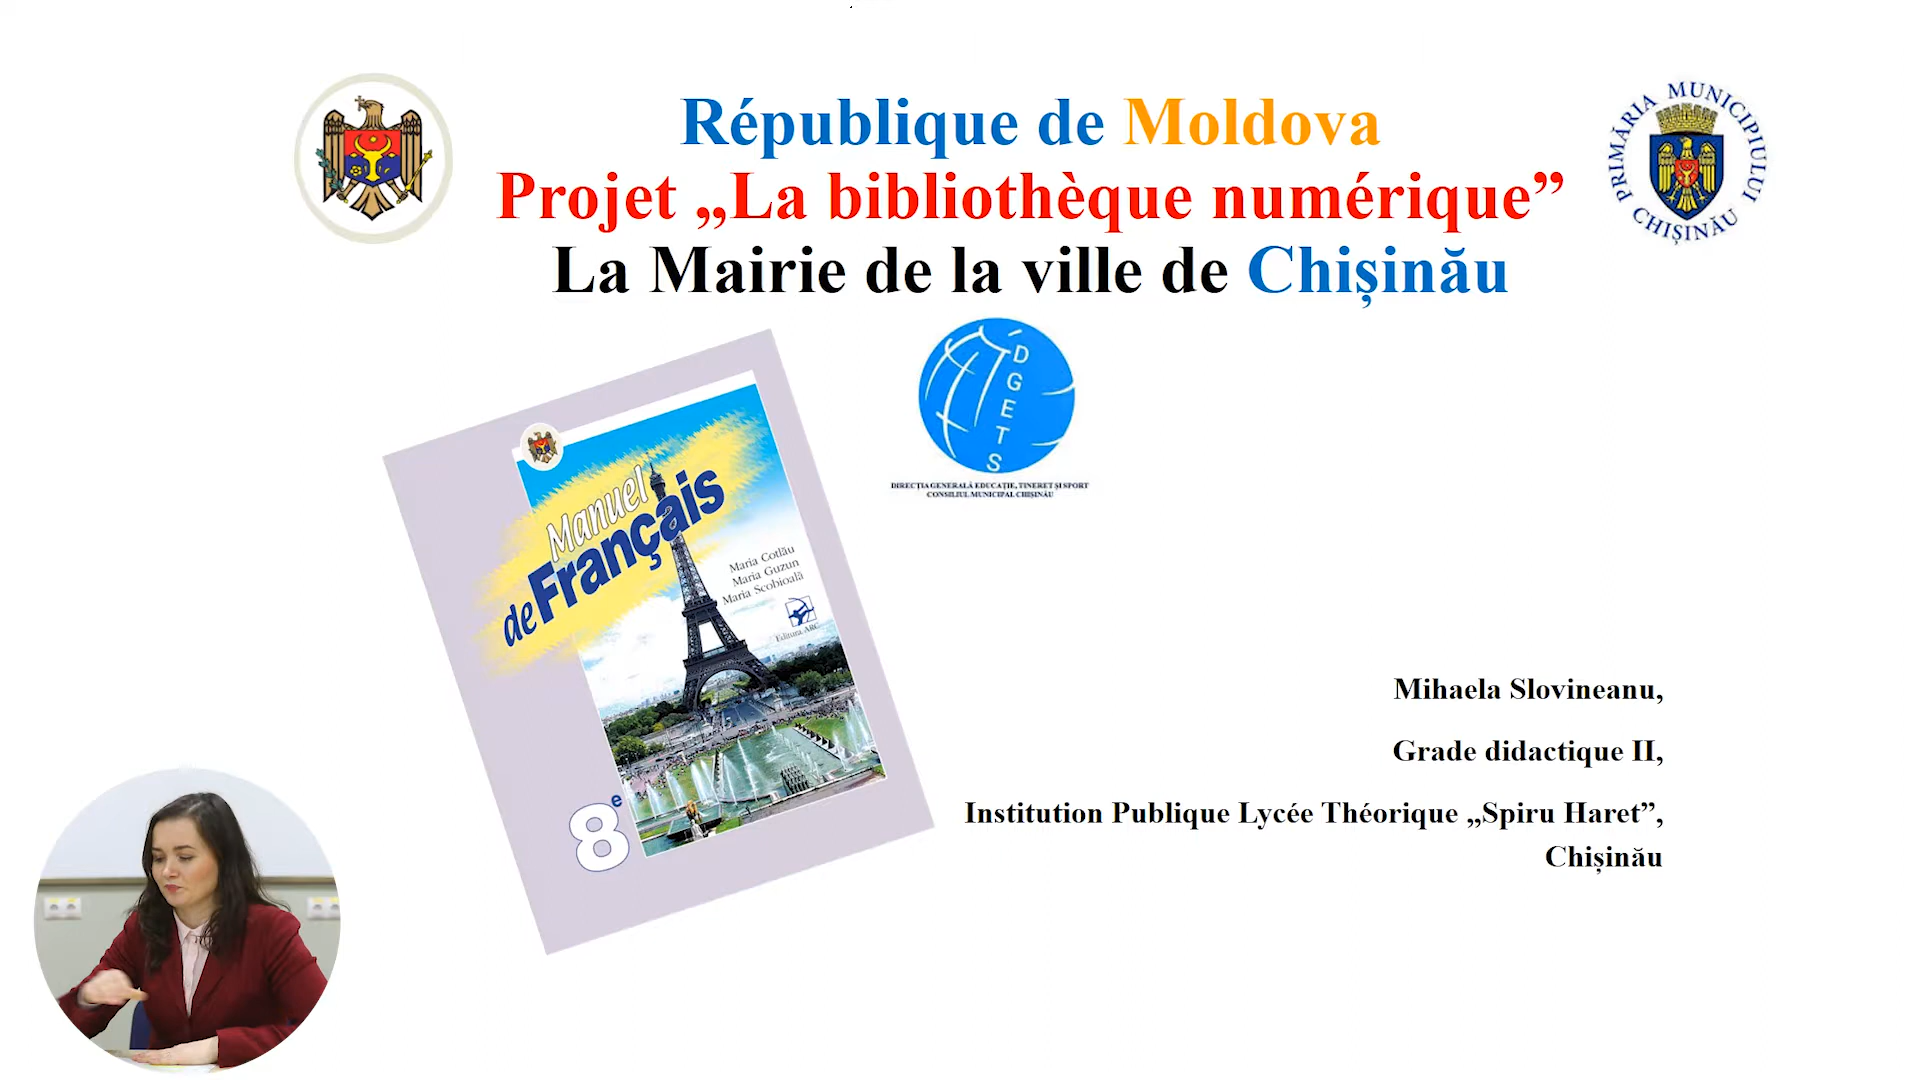 République de Moldova
Projet „La bibliothèque numérique”
La Mairie de la ville de Chișinău
PRIMĂRIA MUNICIPIULUI
CHIȘINĂU
DGETS
DIRECȚIA GENERALĂ EDUCAȚIE, TINERET ȘI SPORT
CONSILIUL MUNICIPAL CHIȘINĂU
Manuel
de Français
Maria Cotlău
Maria Guzun
Maria Scobioală
Editura ARC
8e
Mihaela Slovineanu,
Grade didactique II,
Institution Publique Lycée Théorique „Spiru Haret”,
Chișinău